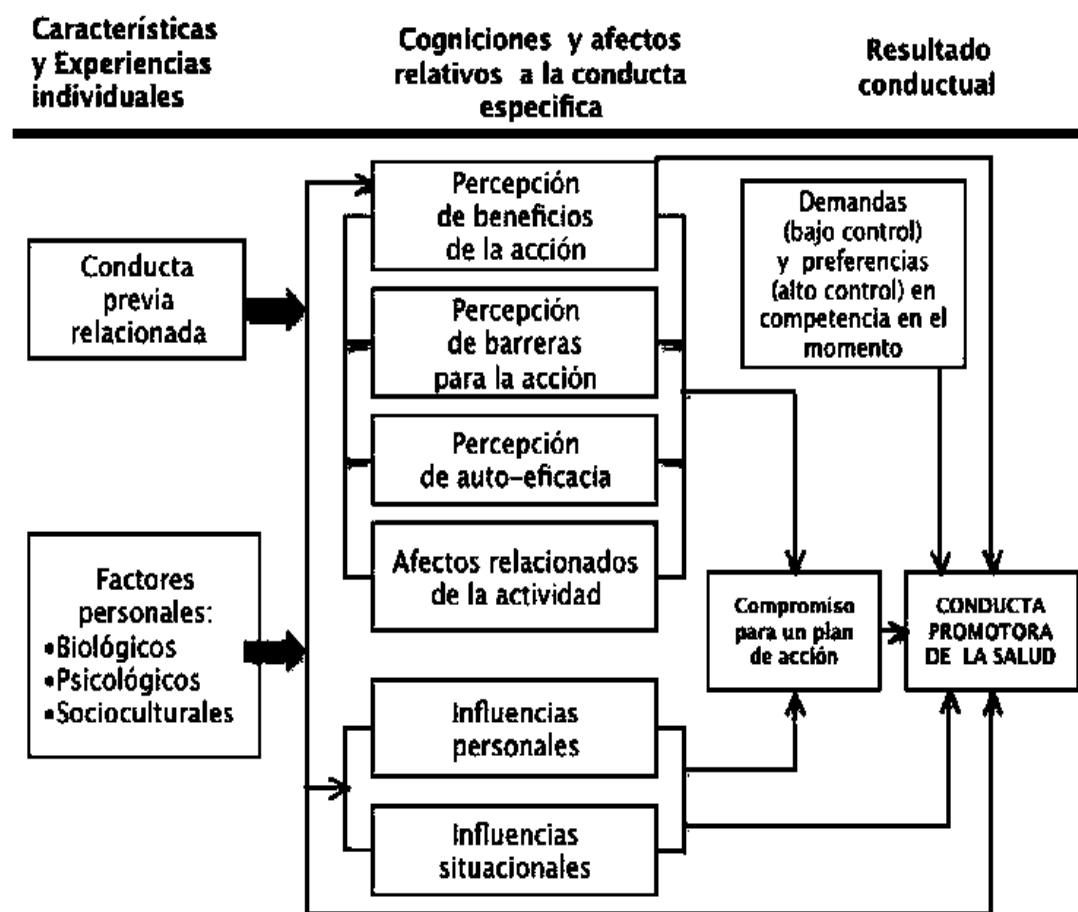 Características
y Experiencias
individuales
Cogniciones y afectos
relativos a la conducta
especifica
Resultado
conductual
Conducta
previa
relacionada
Factores
personales:
•Biológicos
•Psicológicos
•Socioculturales
Percepción
de beneficios
de la acción
Percepción
de barreras
para la acción
Percepción
de auto-eficacia
Afectos relacionados
de la actividad
Influencias
personales
Influencias
situacionales
Demandas
(bajo control)
y preferencias
(alto control) en
competencia en el
momento
Compromiso
para un plan
de acción
CONDUCTA
PROMOTORA
DE LA SALUD